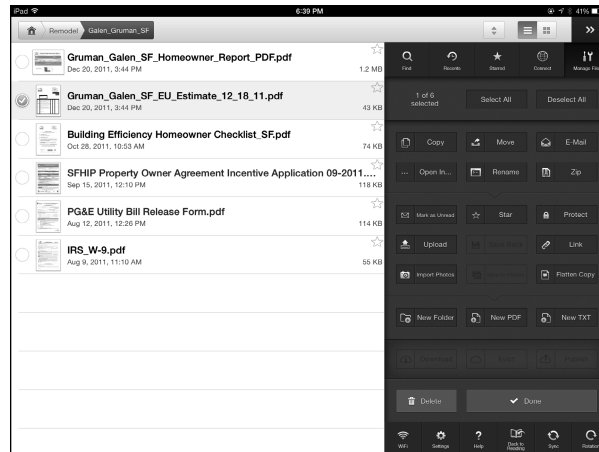 iPad 6:39 PM 41%
Remodel Galen_Gruman_SF
Gruman_Galen_SF_Homeowner_Report_PDF.pdf
Dec 20, 2011, 3:44 PM 1.2 MB
Gruman_Galen_SF_EU_Estimate_12_18_11.pdf
Dec 20, 2011, 3:44 PM 43 KB
Building Efficiency Homeowner Checklist_SF.pdf
Oct 28, 2011, 10:53 AM 74 KB
SFHIP Property Owner Agreement Incentive Application 09-2011....
Sep 15, 2011, 12:10 PM 118 KB
PG&E Utility Bill Release Form.pdf
Aug 12, 2011, 12:26 PM 114 KB
IRS_W-9.pdf
Aug 9, 2011, 11:10 AM 55 KB
Find Recents Starred Connect Manage File
1 of 6
selected Select All Deselect All
Copy Move E-Mail
... Open In... Rename Zip
Mark as Unread Star Protect
Upload Link
Import Photos Flatten Copy
New Folder New PDF New TXT
Delete Done
WiFi Settings Help Back to Reading Sync Rotation